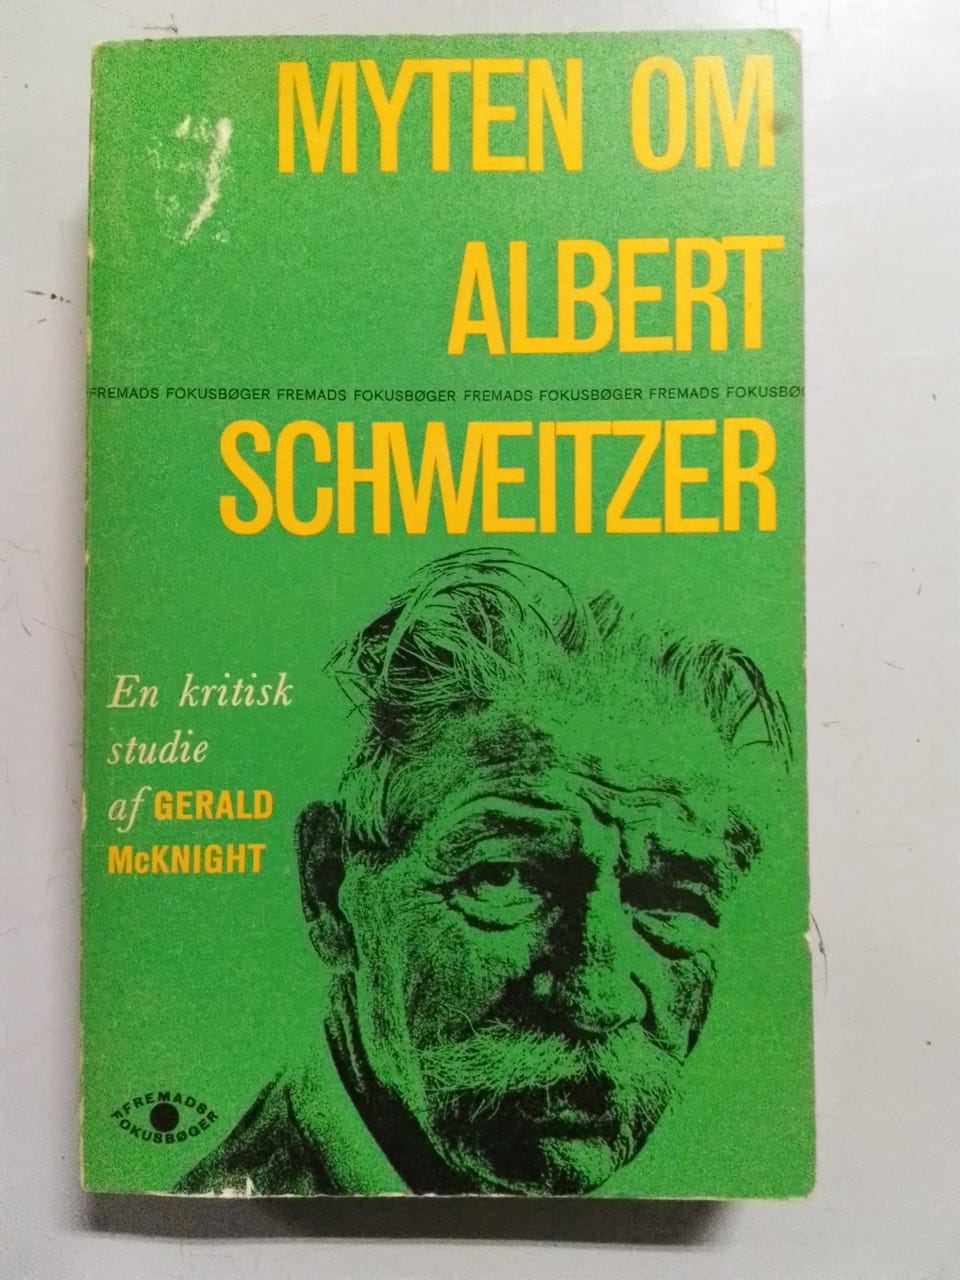 MYTEN OM
ALBERT
FREMADS FOKUSBØGER FREMADS FOKUSBØGER FREMADS FOKUSBØGER FREMADS FOKUSBØG
SCHWEITZER
En kritisk
studie
af GERALD
McKNIGHT
FREMADS
FOKUSBØGER